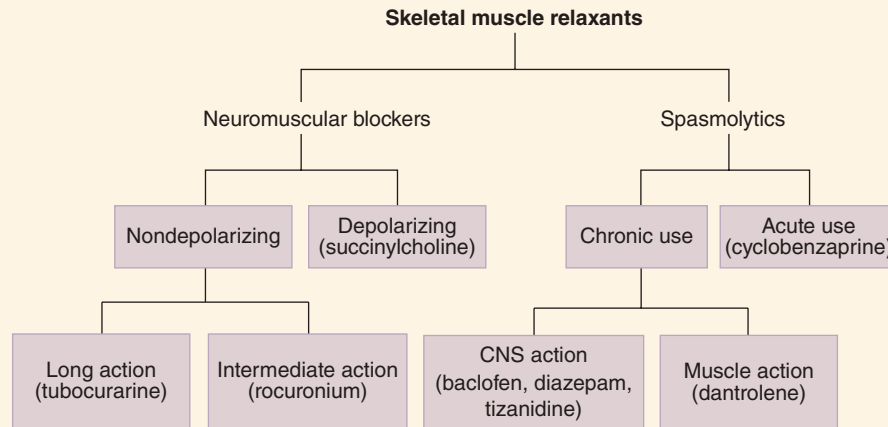 Skeletal muscle relaxants
Neuromuscular blockers
Spasmolytics
Nondepolarizing
Depolarizing
(succinylcholine)
Chronic use
Acute use
(cyclobenzaprine)
Long action
(tubocurarine)
Intermediate action
(rocuronium)
CNS action
(baclofen, diazepam,
tizanidine)
Muscle action
(dantrolene)